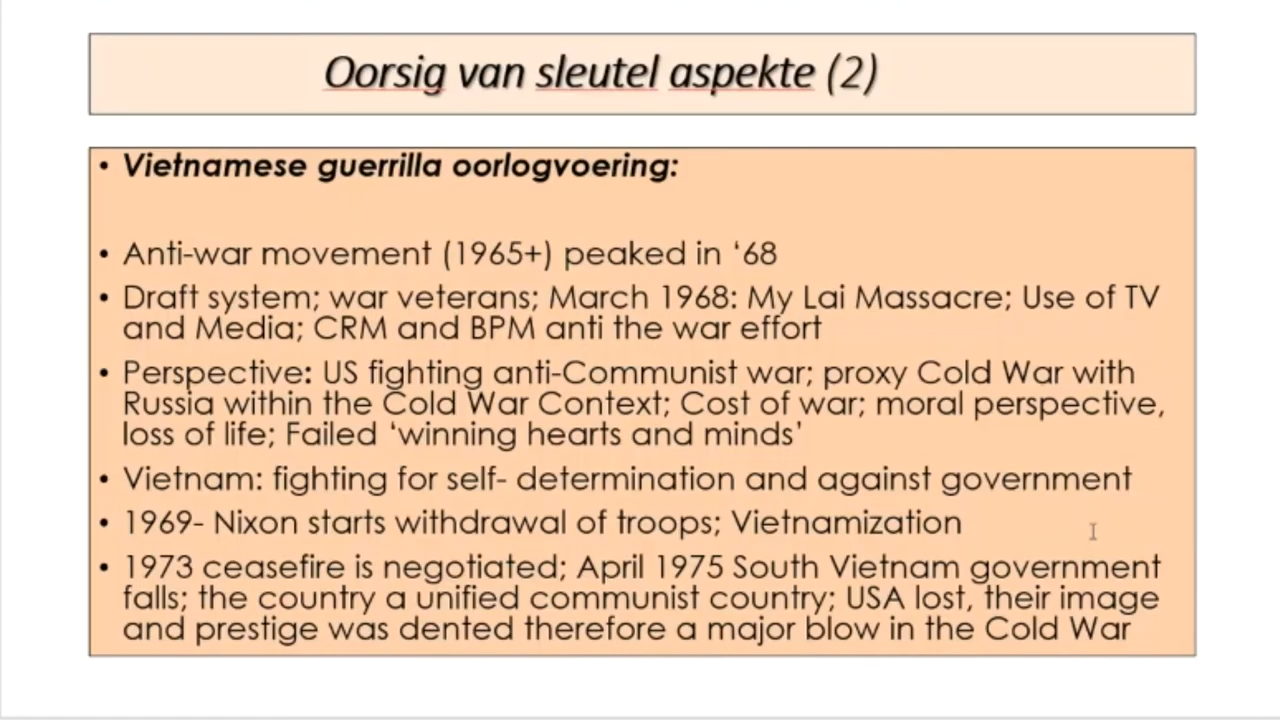 Oorsig van sleutel aspekte (2)
• Vietnamese guerrilla oorlogvoering:
• Anti-war movement (1965+) peaked in ‘68
• Draft system; war veterans; March 1968: My Lai Massacre; Use of TV
and Media; CRM and BPM anti the war effort
• Perspective: US fighting anti-Communist war; proxy Cold War with
Russia within the Cold War Context; Cost of war; moral perspective,
loss of life; Failed ‘winning hearts and minds’
• Vietnam: fighting for self- determination and against government
• 1969- Nixon starts withdrawal of troops; Vietnamization
• 1973 ceasefire is negotiated; April 1975 South Vietnam government
falls; the country a unified communist country; USA lost, their image
and prestige was dented therefore a major blow in the Cold War